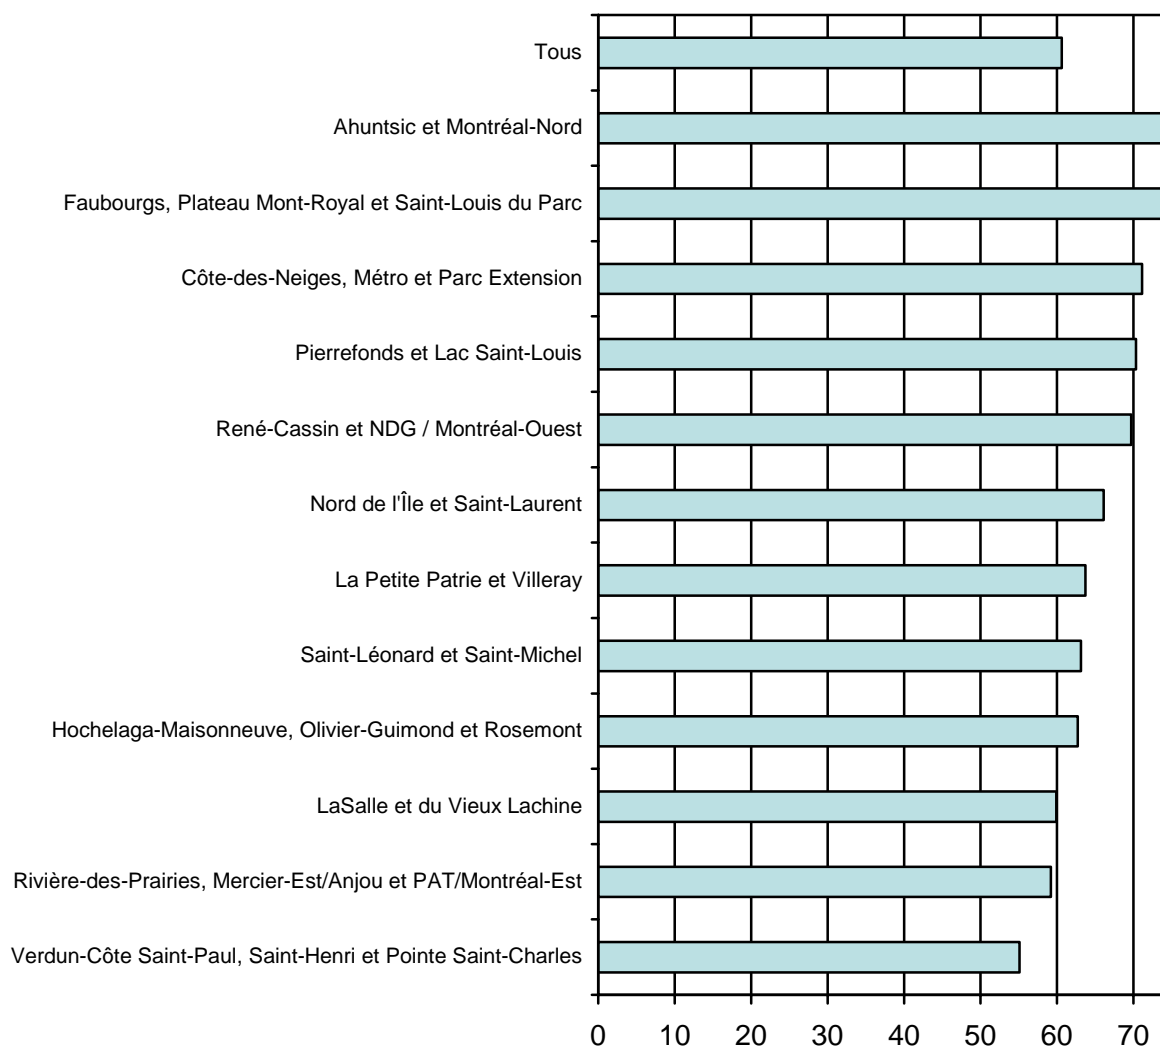 Tous
Ahuntsic et Montréal-Nord
Faubourgs, Plateau Mont-Royal et Saint-Louis du Parc
Côte-des-Neiges, Métro et Parc Extension
Pierrefonds et Lac Saint-Louis
René-Cassin et NDG / Montréal-Ouest
Nord de l'Île et Saint-Laurent
La Petite Patrie et Villeray
Saint-Léonard et Saint-Michel
Hochelaga-Maisonneuve, Olivier-Guimond et Rosemont
LaSalle et du Vieux Lachine
Rivière-des-Prairies, Mercier-Est/Anjou et PAT/Montréal-Est
Verdun-Côte Saint-Paul, Saint-Henri et Pointe Saint-Charles
0 10 20 30 40 50 60 70